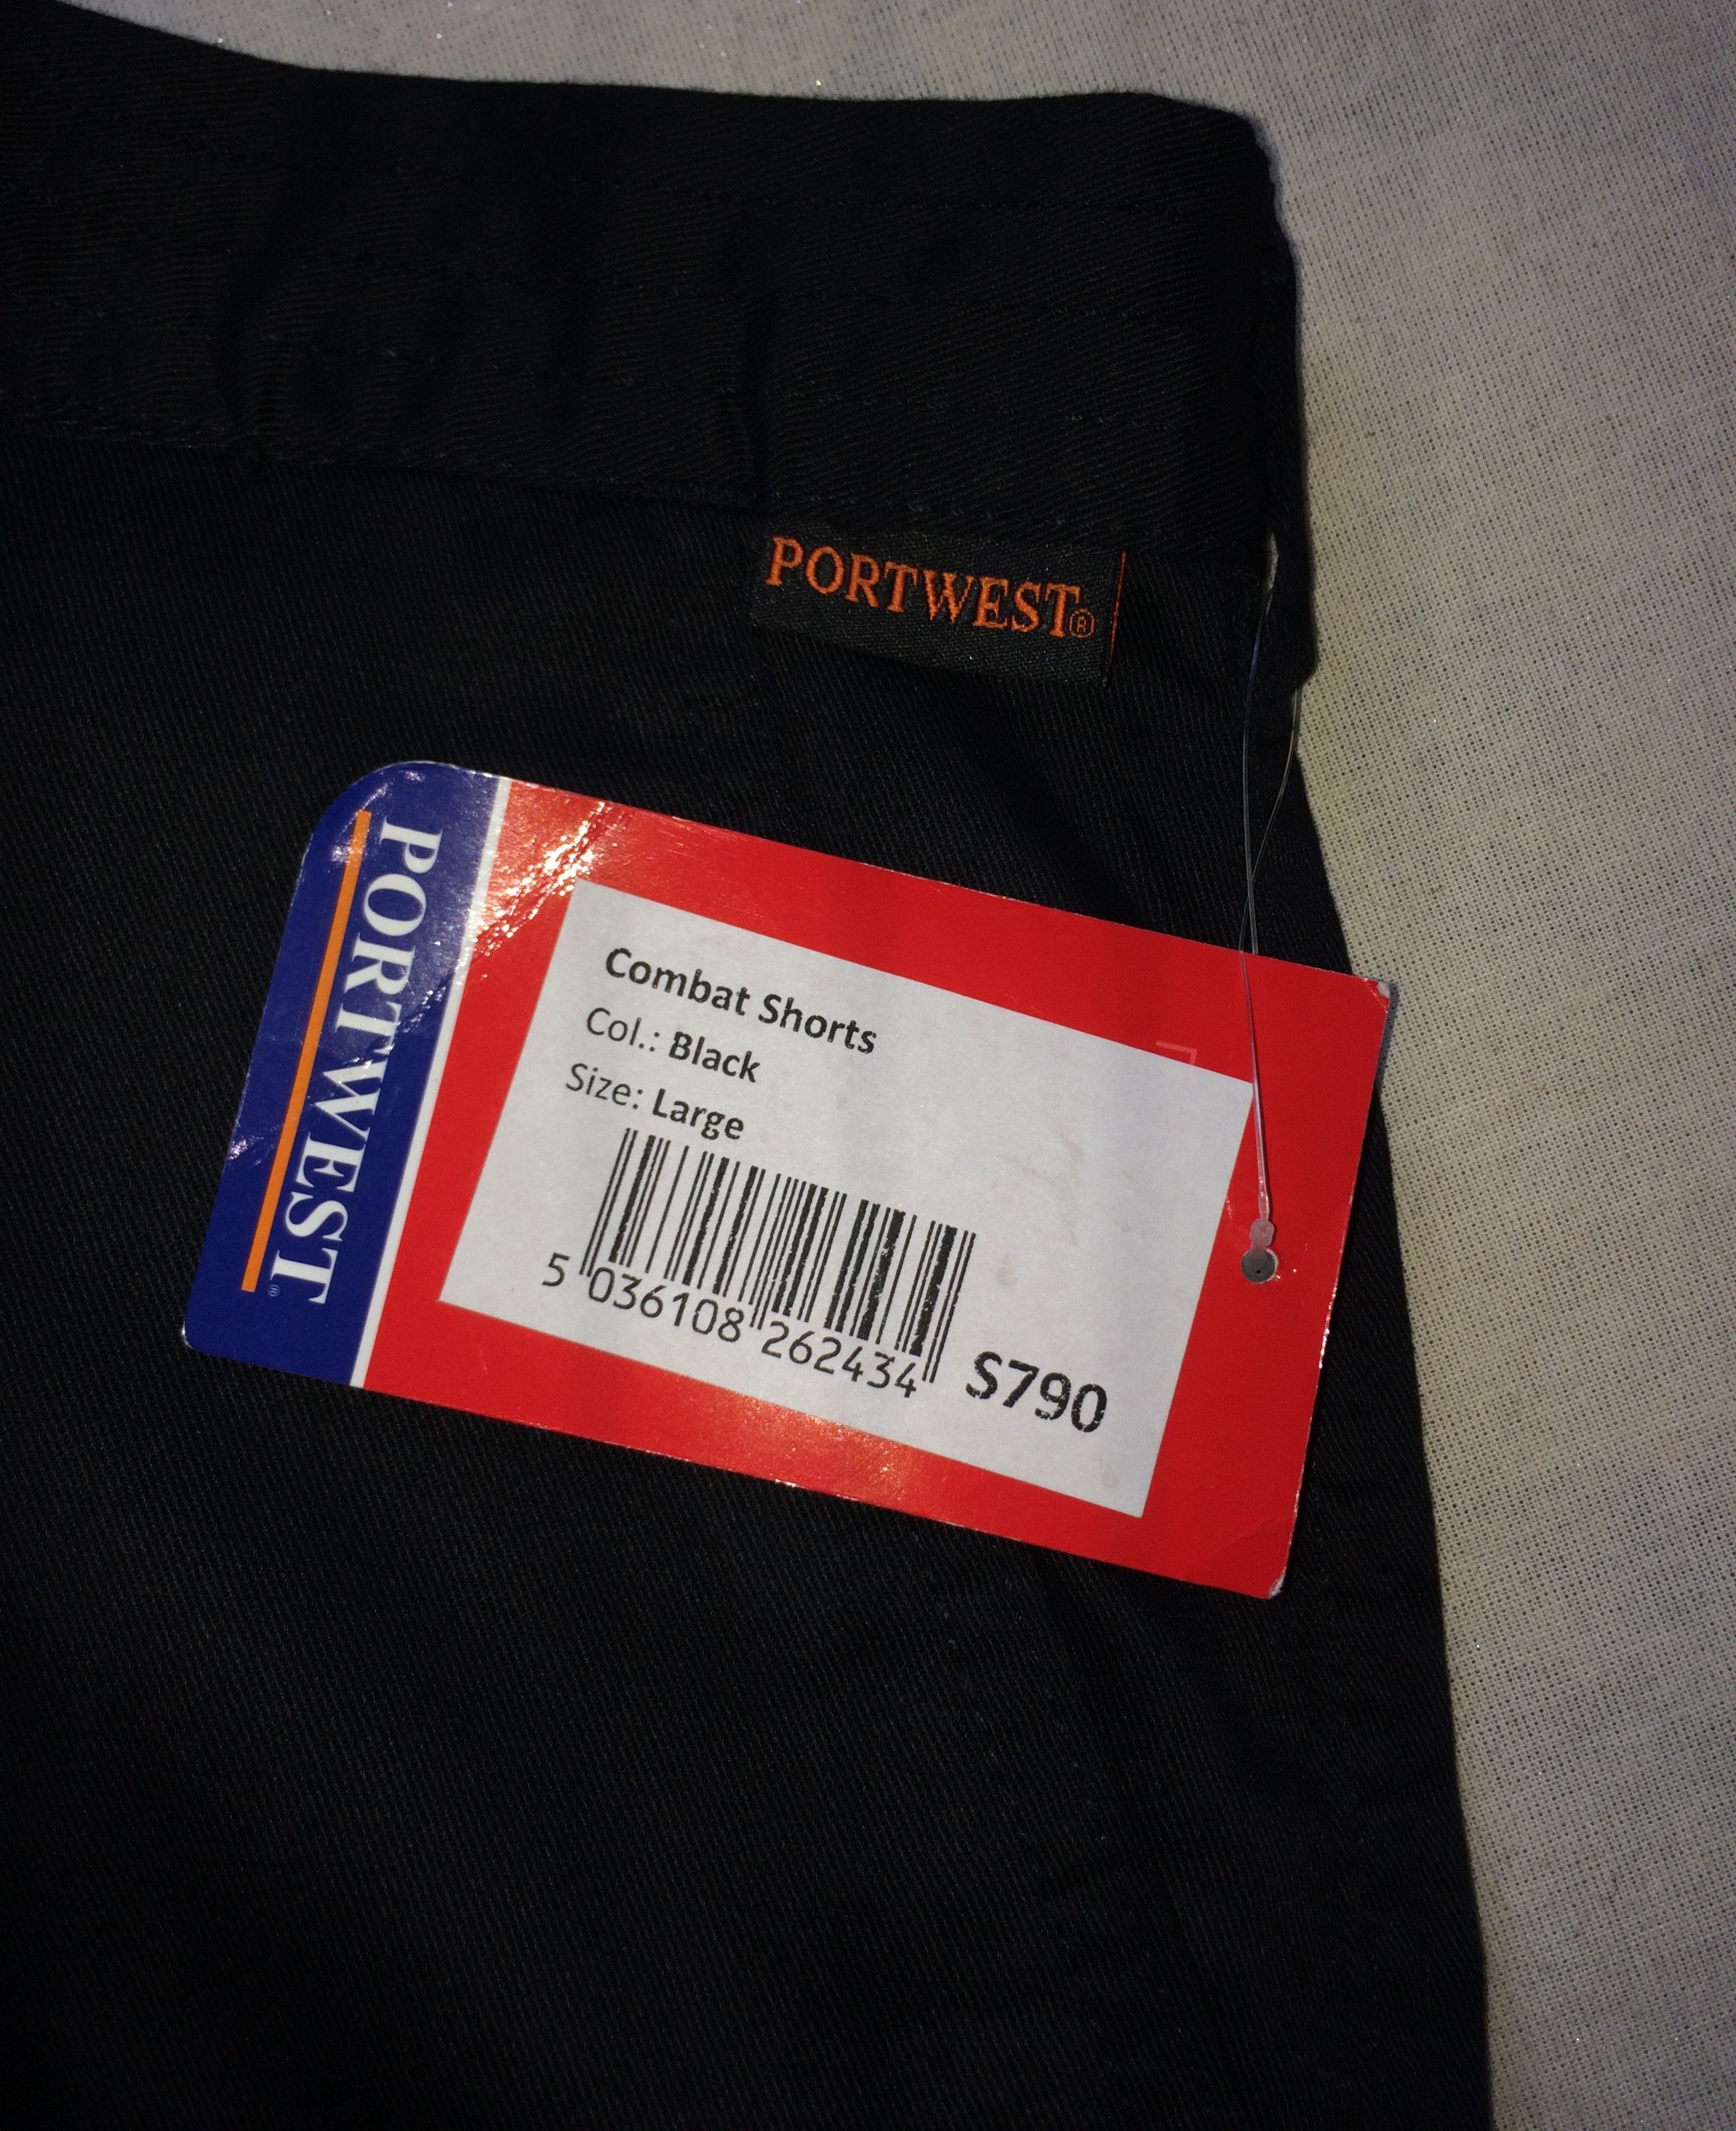 PORTWEST®
PORTWEST®
Combat Shorts
Col.: Black
Size: Large
5 036108 262434
S790